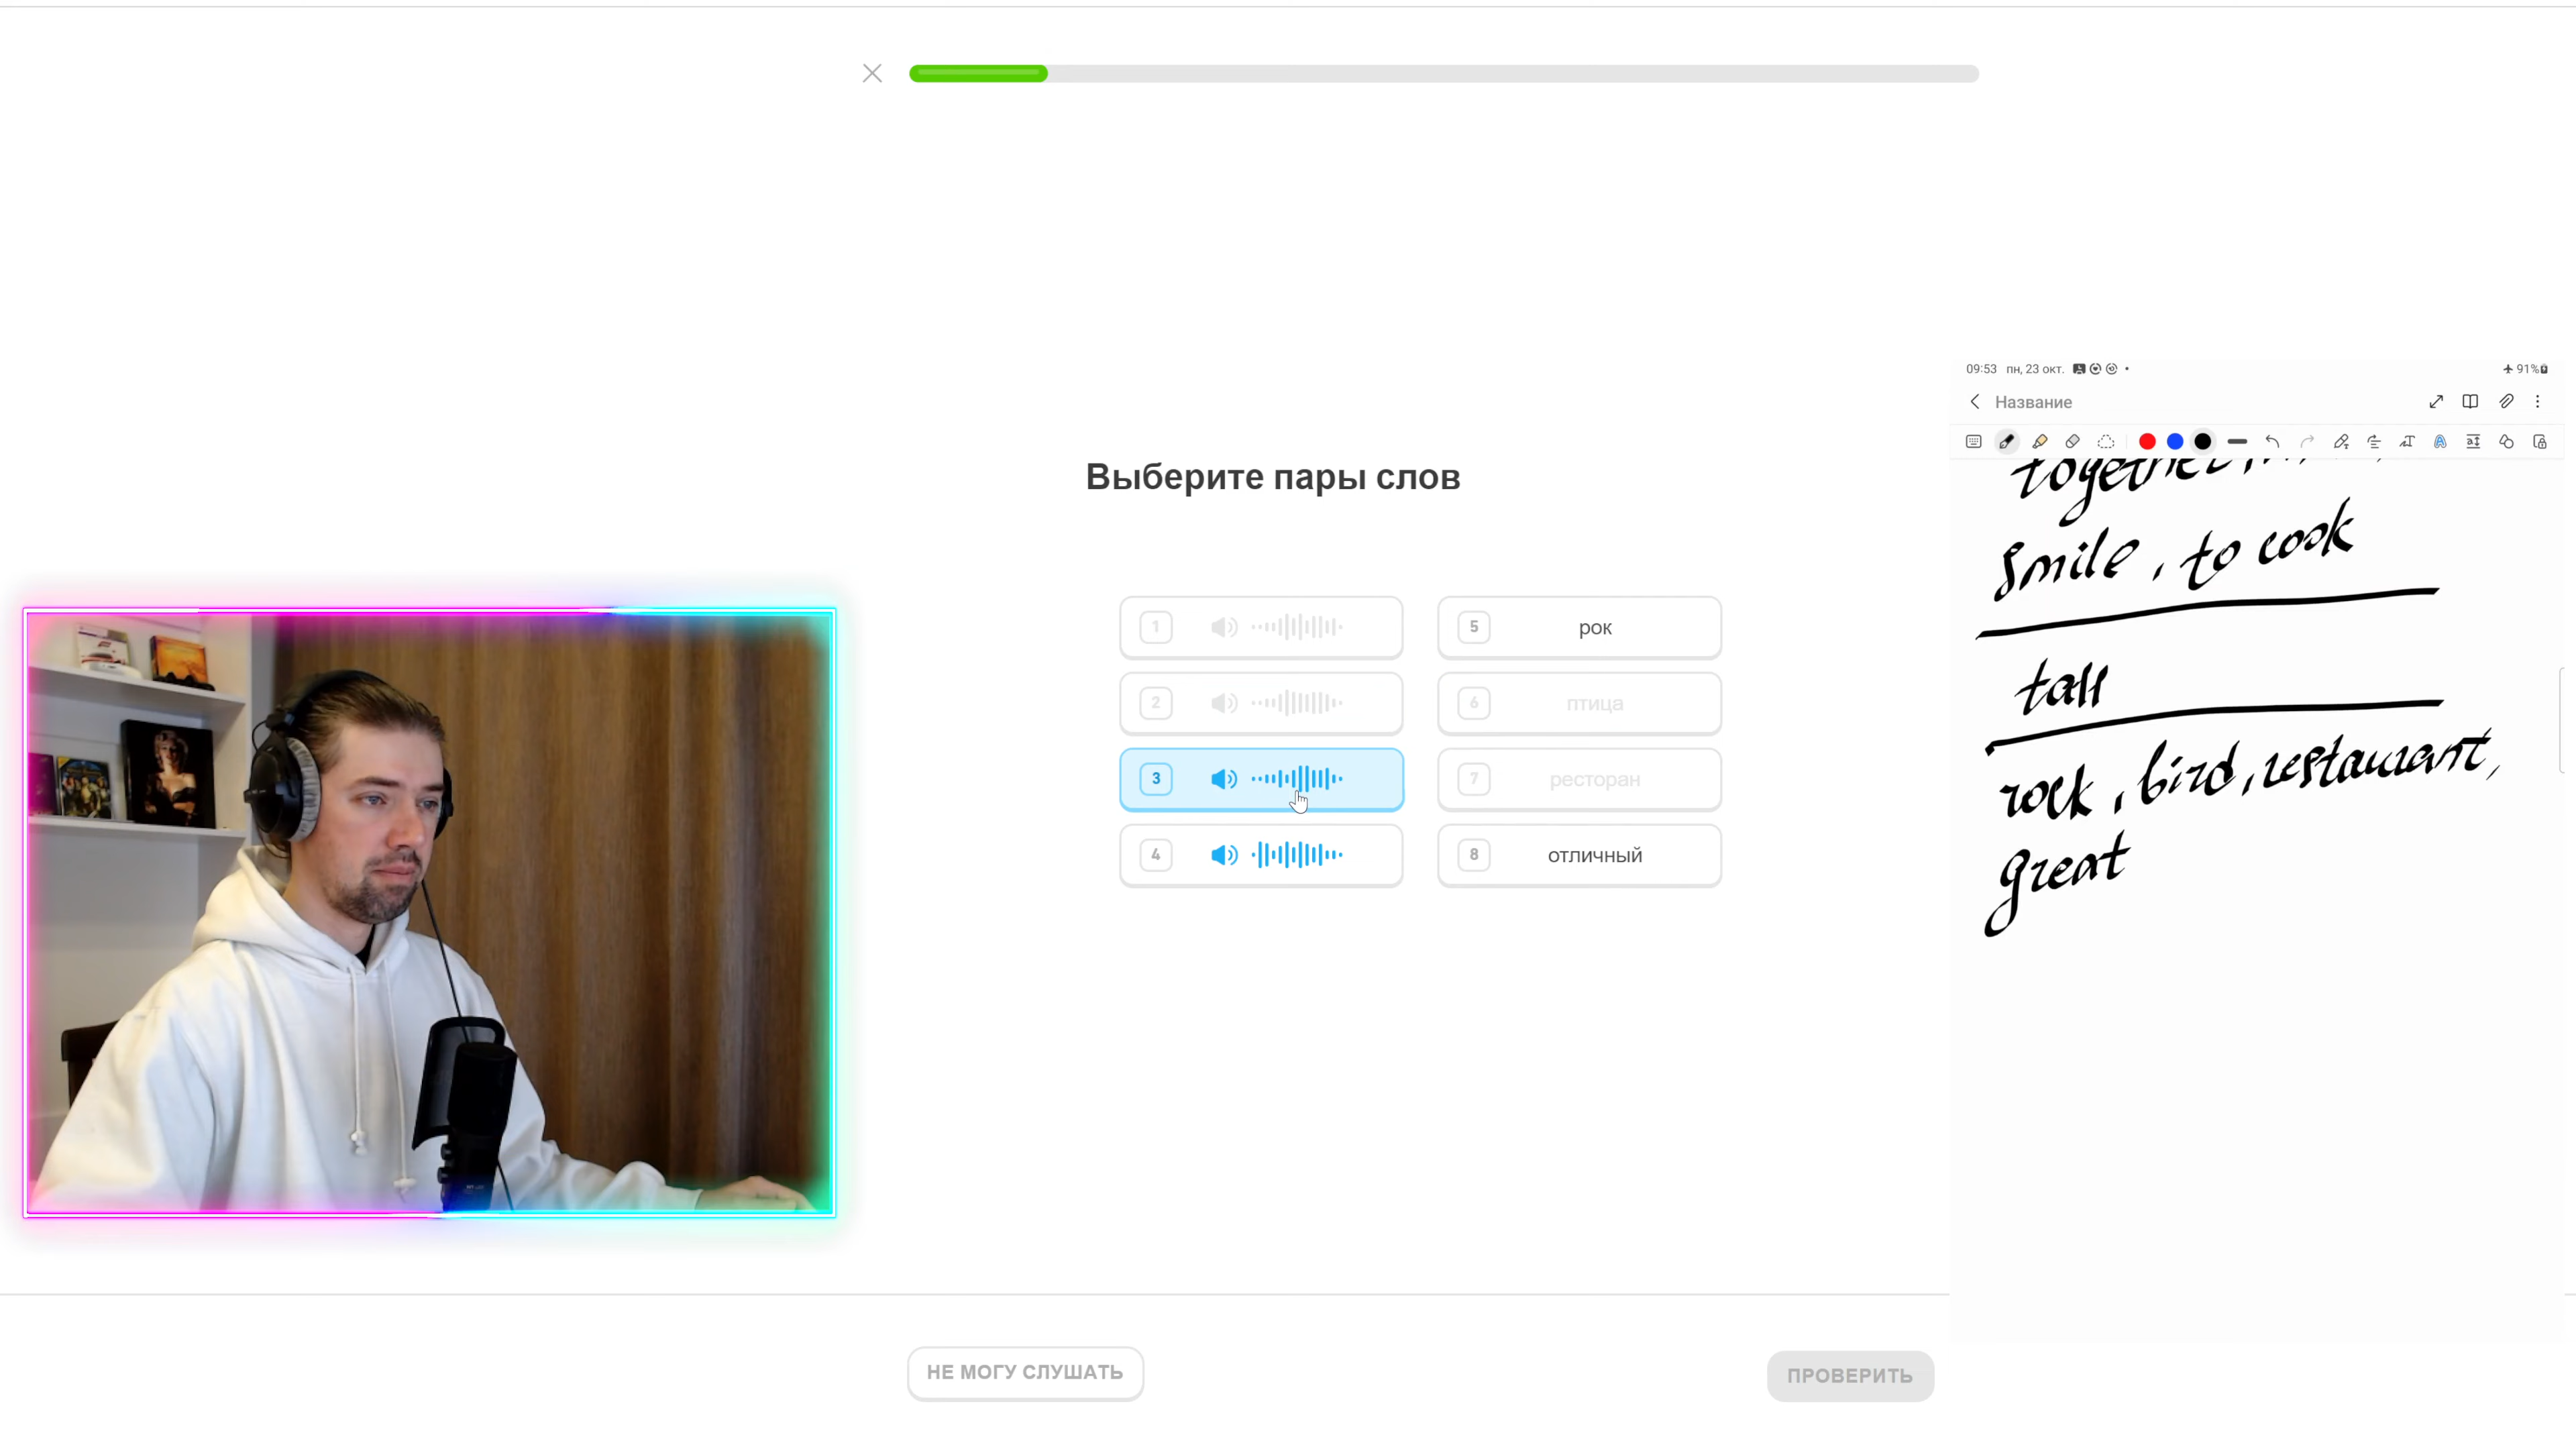 Выберите пары слов
1
5 рок
2
6 птица
3
7 ресторан
4
8 отличный
НЕ МОГУ СЛУШАТЬ
ПРОВЕРИТЬ
09:53 пн, 23 окт.
91%
Название
together,
smile, to cook
tall
rock, bird, restaurant,
great